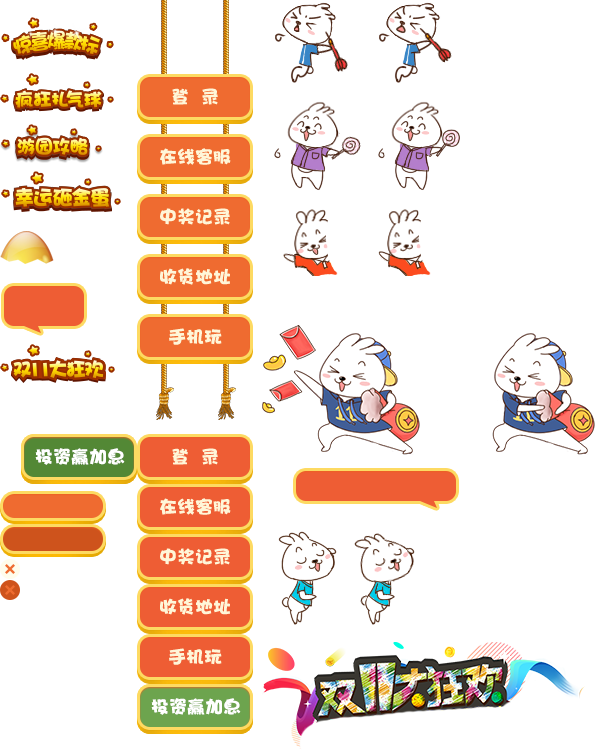 惊喜爆款标
疯狂扎气球
游园攻略
幸运砸金蛋
双11大狂欢
登 录
在线客服
中奖记录
收货地址
手机玩
投资赢加息
登 录
在线客服
中奖记录
收货地址
手机玩
投资赢加息
11
双11大狂欢